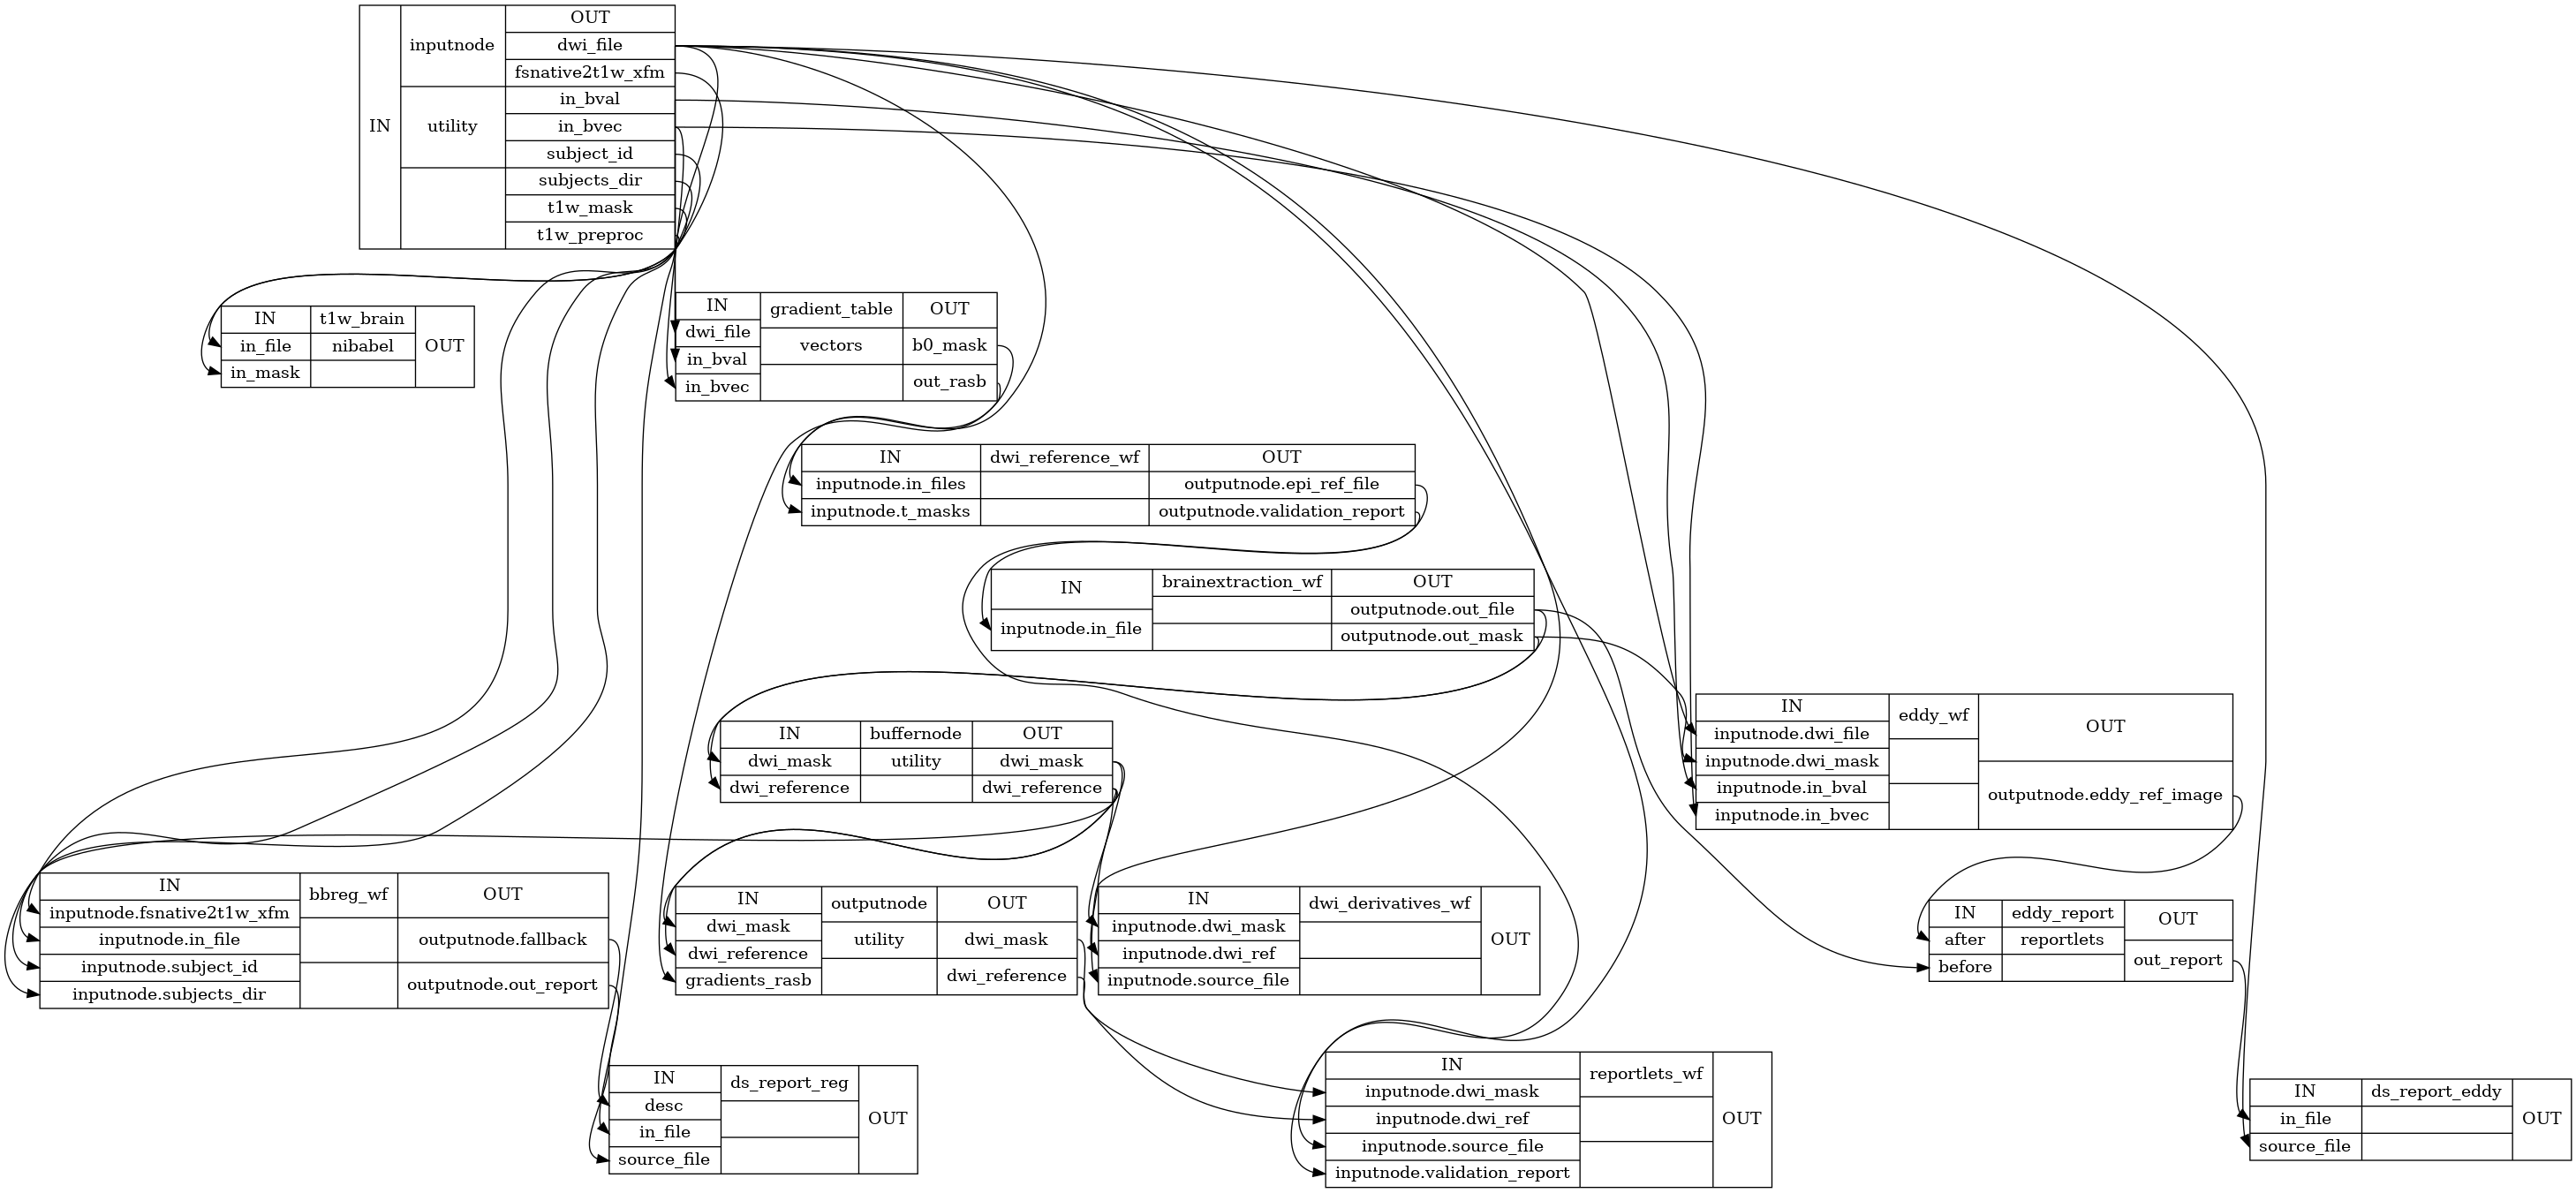 IN
inputnode
utility
OUT
dwi_file
fsnative2t1w_xfm
in_bval
in_bvec
subject_id
subjects_dir
t1w_mask
t1w_preproc
IN
in_file
in_mask
t1w_brain
nibabel
OUT
IN
dwi_file
in_bval
in_bvec
gradient_table
vectors
OUT
b0_mask
out_rasb
IN
inputnode.in_files
inputnode.t_masks
dwi_reference_wf
OUT
outputnode.epi_ref_file
outputnode.validation_report
IN
inputnode.in_file
brainextraction_wf
OUT
outputnode.out_file
outputnode.out_mask
IN
dwi_mask
dwi_reference
buffernode
utility
OUT
dwi_mask
dwi_reference
IN
inputnode.dwi_file
inputnode.dwi_mask
inputnode.in_bval
inputnode.in_bvec
eddy_wf
OUT
outputnode.eddy_ref_image
IN
inputnode.fsnative2t1w_xfm
inputnode.in_file
inputnode.subject_id
inputnode.subjects_dir
bbreg_wf
OUT
outputnode.fallback
outputnode.out_report
IN
dwi_mask
dwi_reference
gradients_rasb
outputnode
utility
OUT
dwi_mask
dwi_reference
IN
inputnode.dwi_mask
inputnode.dwi_ref
inputnode.source_file
dwi_derivatives_wf
OUT
IN
after
before
eddy_report
reportlets
OUT
out_report
IN
desc
in_file
source_file
ds_report_reg
OUT
IN
inputnode.dwi_mask
inputnode.dwi_ref
inputnode.source_file
inputnode.validation_report
reportlets_wf
OUT
IN
in_file
source_file
ds_report_eddy
OUT